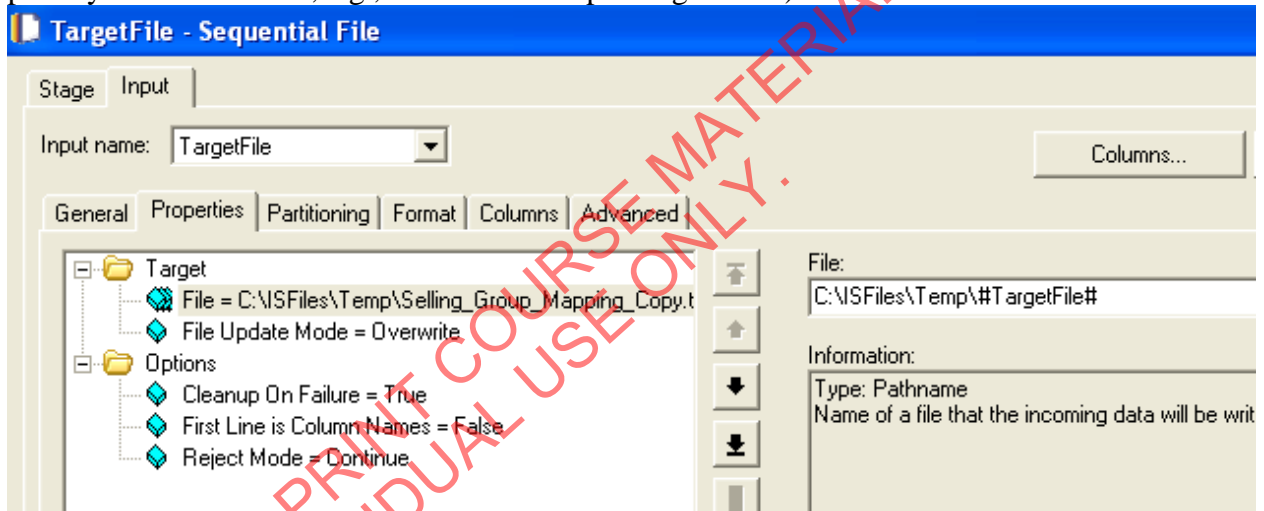 TargetFile - Sequential File
Stage Input
Input name: TargetFile
Columns...
General Properties Partitioning Format Columns Advanced
Target
File = C:\ISFiles\Temp\Selling_Group_Mapping_Copy.t
File Update Mode = Overwrite
Options
Cleanup On Failure = True
First Line is Column Names = False
Reject Mode = Continue
File:
C:\ISFiles\Temp\#TargetFile#
Information:
Type: Pathname
Name of a file that the incoming data will be writ
PRINT COURSE MATERIA
DUAL USE ONLY.